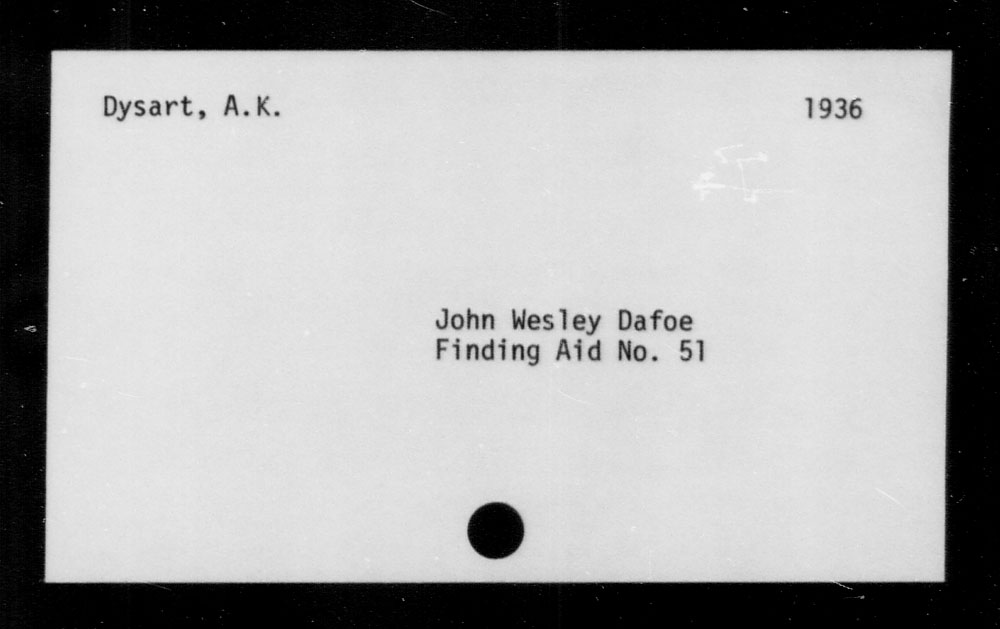 Dysart, A.K. 1936
John Wesley Dafoe
Finding Aid No. 51